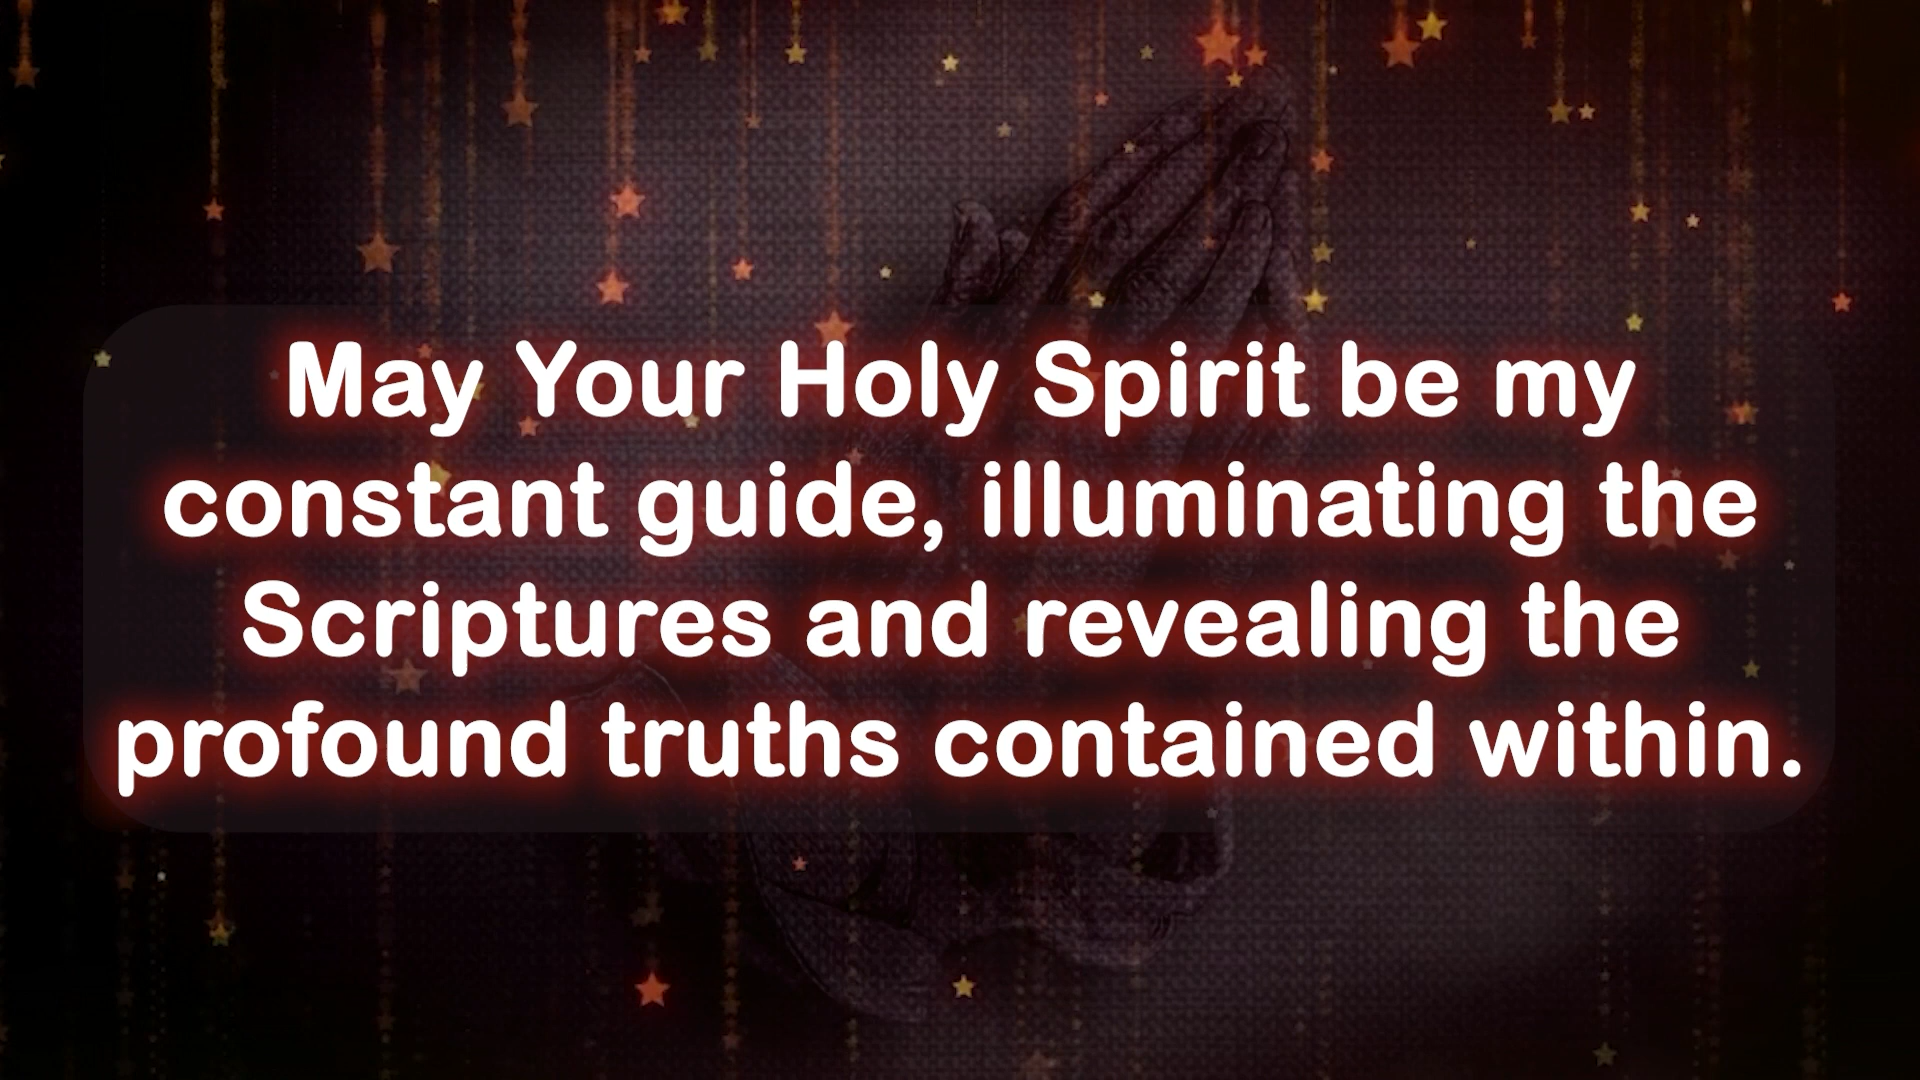 May Your Holy Spirit be my
constant guide, illuminating the
Scriptures and revealing the
profound truths contained within.